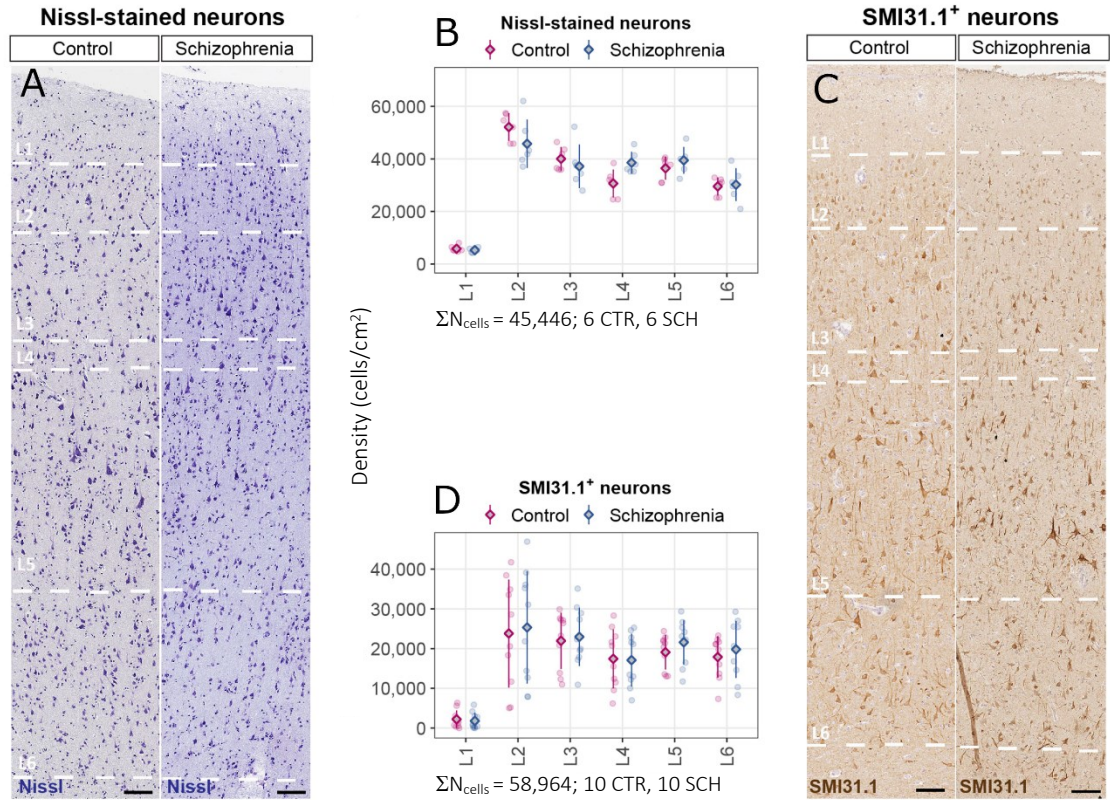 Nissl-stained neurons
Control
Schizophrenia
A
L1
L2
L3
L4
L5
L6
Nissl
Nissl
B
Nissl-stained neurons
Control
Schizophrenia
60,000
40,000
20,000
0
L1
L2
L3
L4
L5
L6
ΣNcells = 45,446; 6 CTR, 6 SCH
Density (cells/cm²)
D
SMI31.1⁺ neurons
Control
Schizophrenia
40,000
30,000
20,000
10,000
0
L1
L2
L3
L4
L5
L6
ΣNcells = 58,964; 10 CTR, 10 SCH
SMI31.1⁺ neurons
Control
Schizophrenia
C
L1
L2
L3
L4
L5
L6
SMI31.1
SMI31.1